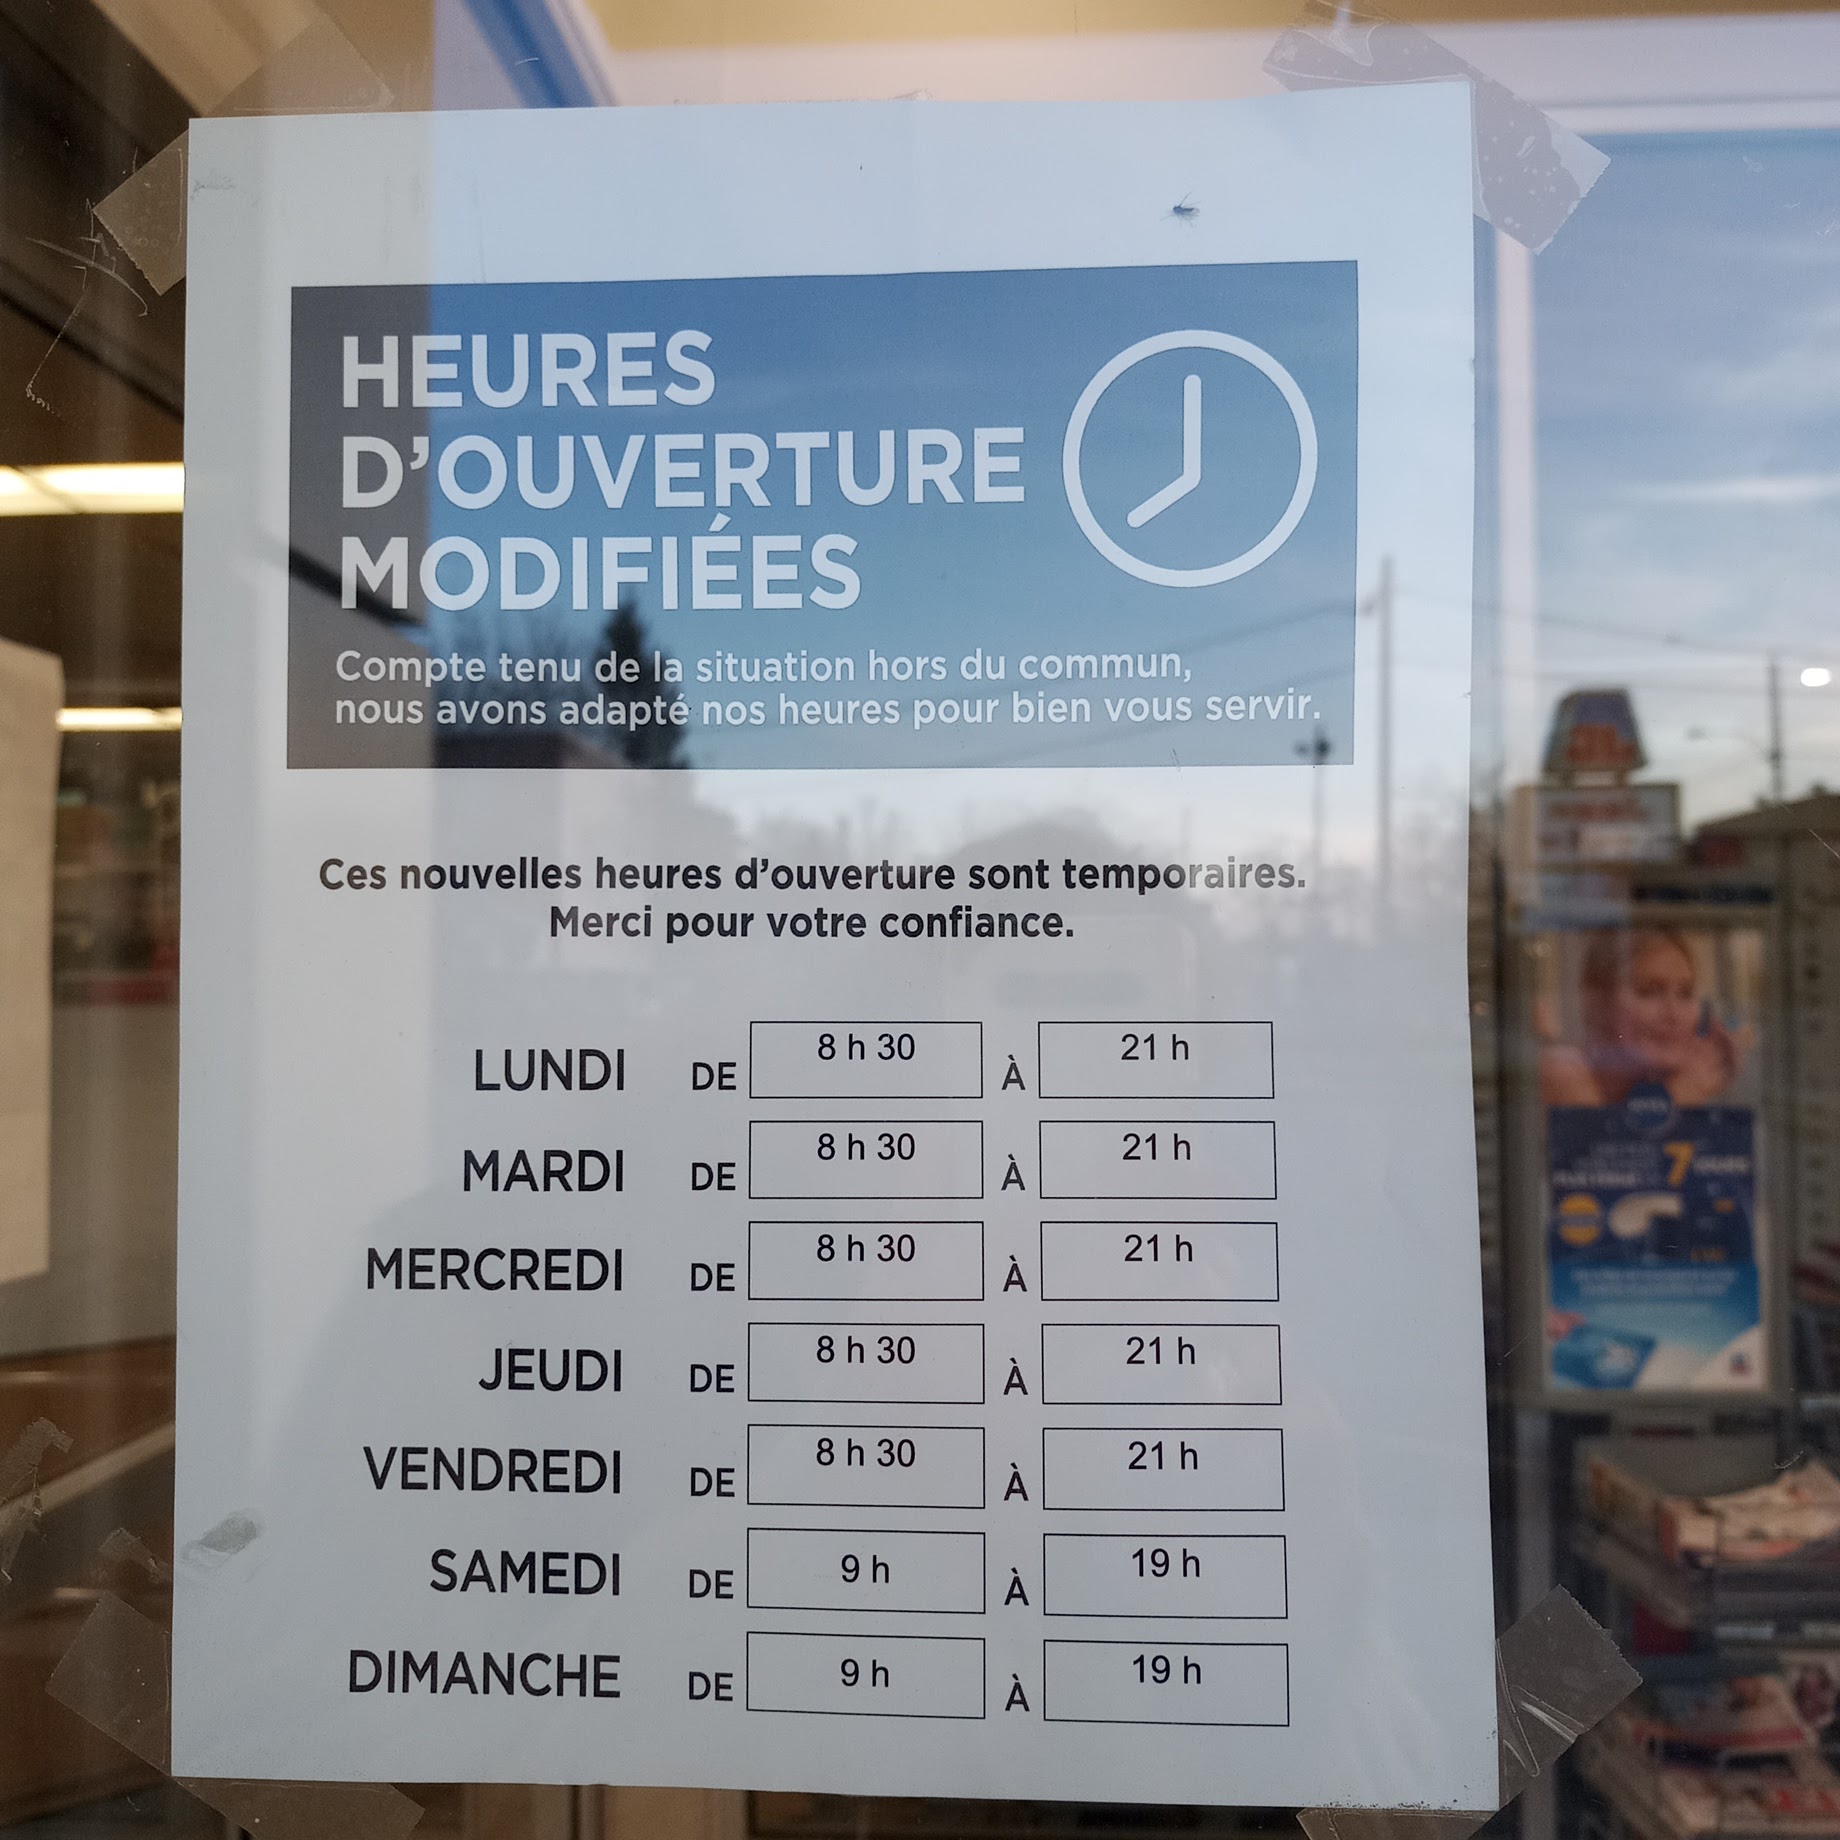 HEURES
D'OUVERTURE
MODIFIÉES
Compte tenu de la situation hors du commun,
nous avons adapté nos heures pour bien vous servir.
Ces nouvelles heures d'ouverture sont temporaires.
Merci pour votre confiance.
LUNDI DE 8 h 30 À 21 h
MARDI DE 8 h 30 À 21 h
MERCREDI DE 8 h 30 À 21 h
JEUDI DE 8 h 30 À 21 h
VENDREDI DE 8 h 30 À 21 h
SAMEDI DE 9 h À 19 h
DIMANCHE DE 9 h À 19 h
7